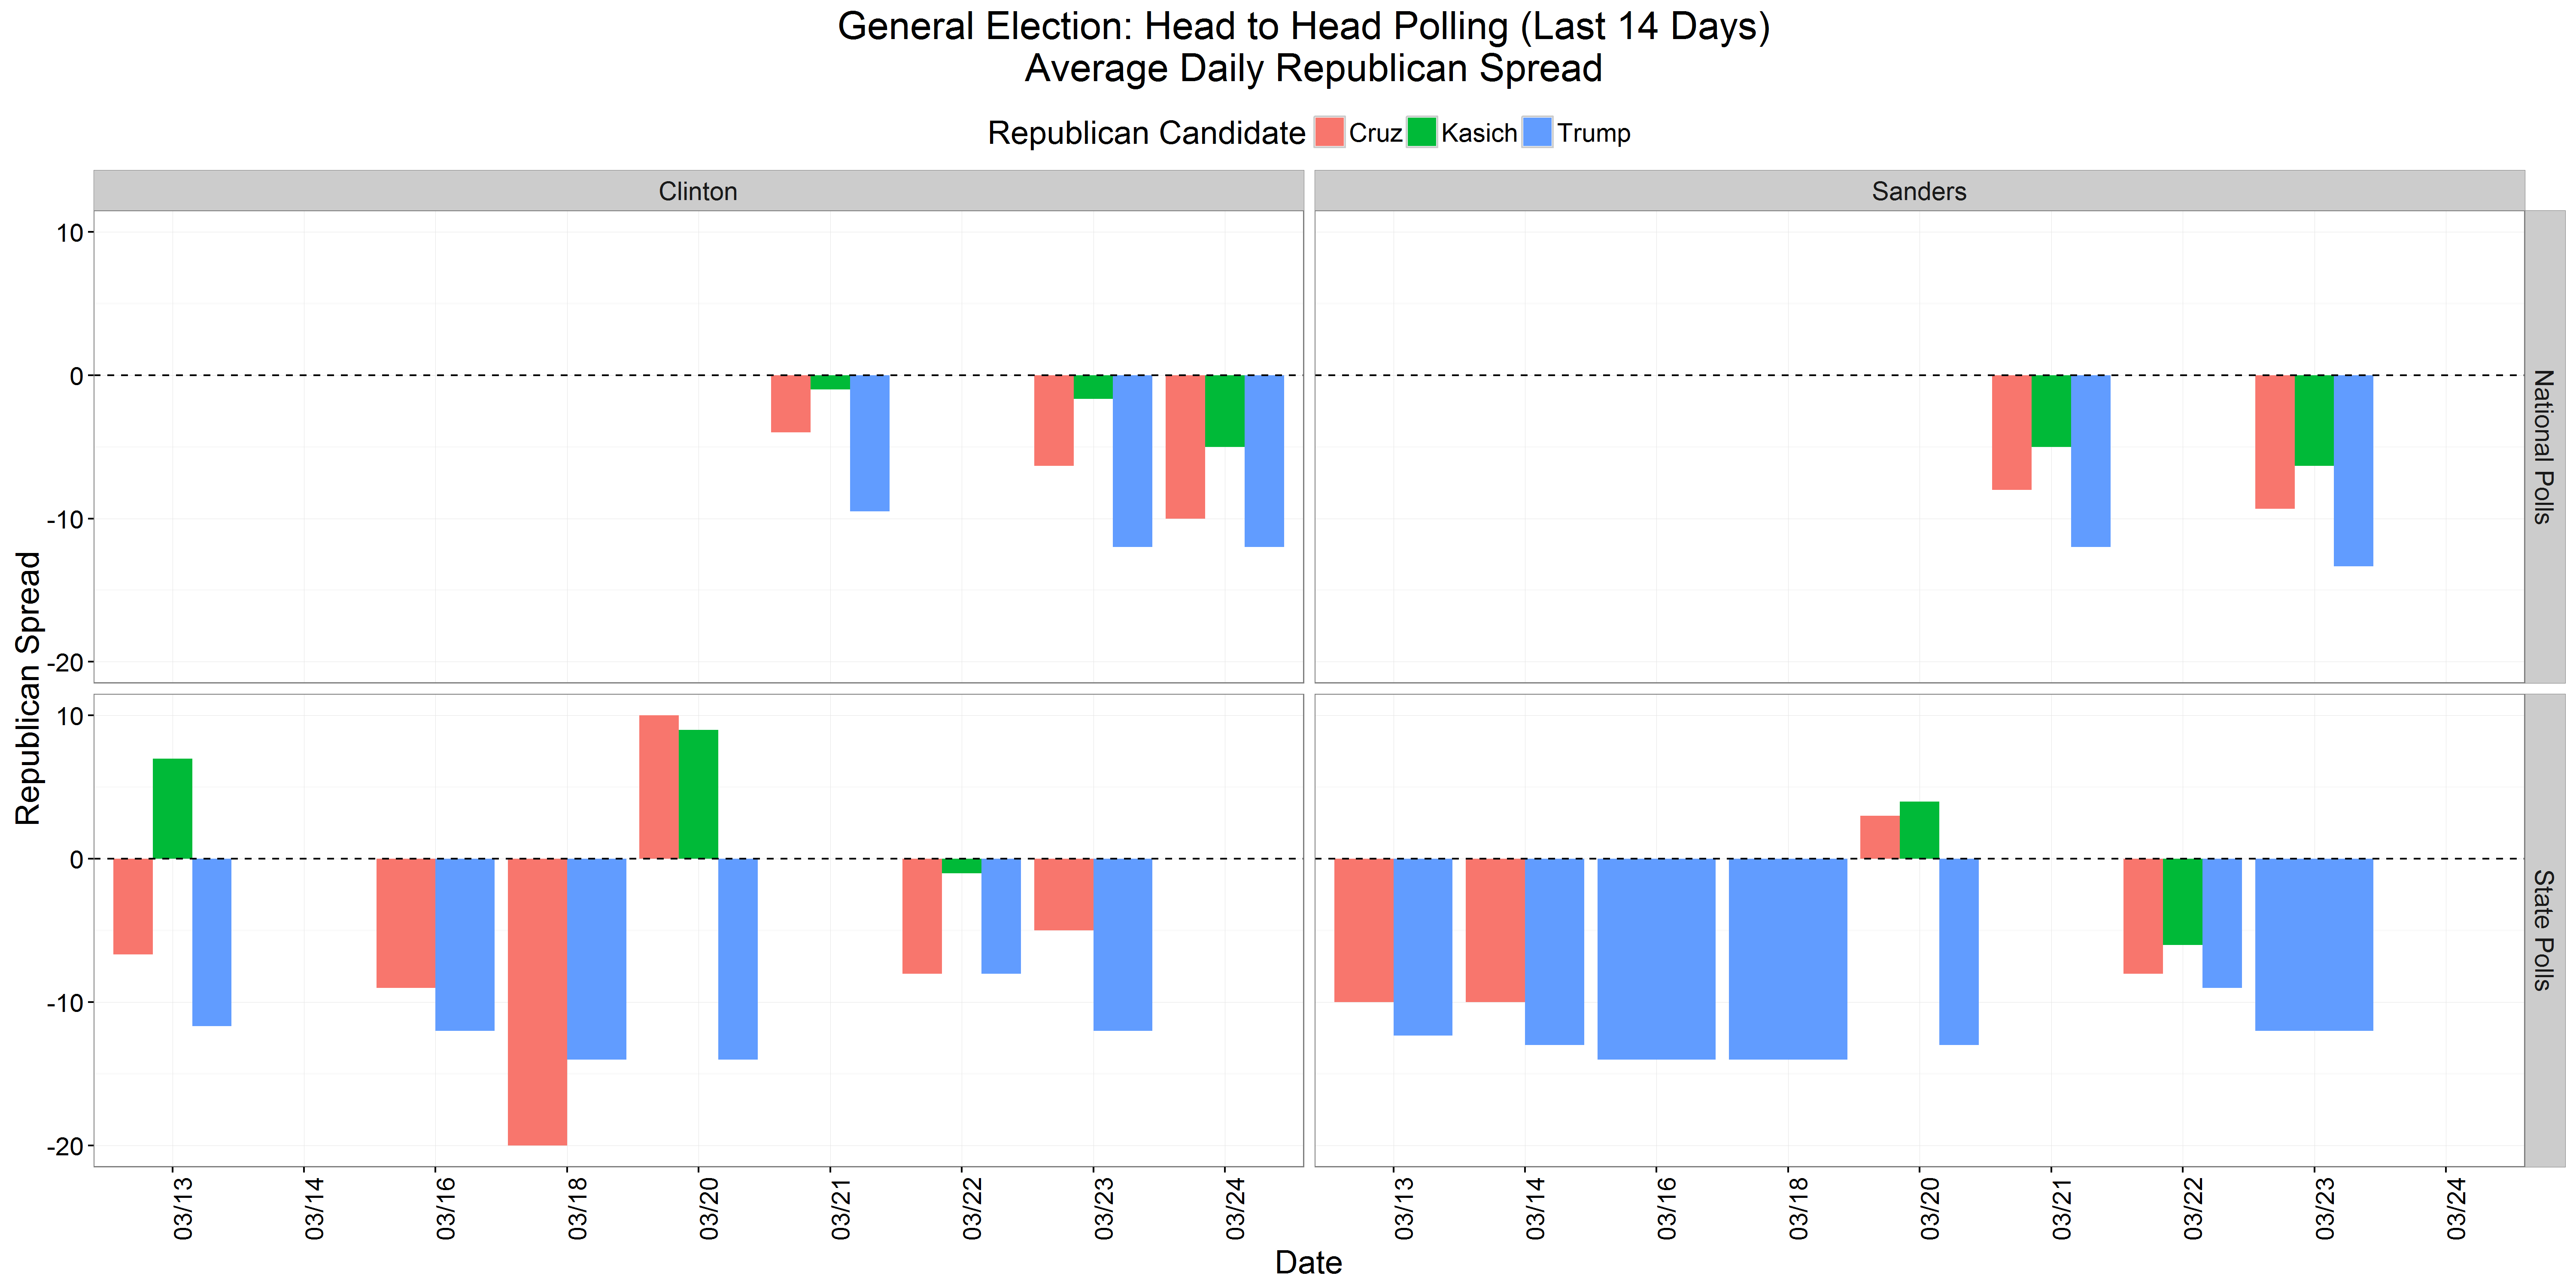 General Election: Head to Head Polling (Last 14 Days)
Average Daily Republican Spread
Republican Candidate Cruz Kasich Trump
Clinton
Sanders
Republican Spread
10
0
-10
-20
National Polls
10
0
-10
-20
State Polls
03/13 03/14 03/16 03/18 03/20 03/21 03/22 03/23 03/24
03/13 03/14 03/16 03/18 03/20 03/21 03/22 03/23 03/24
Date